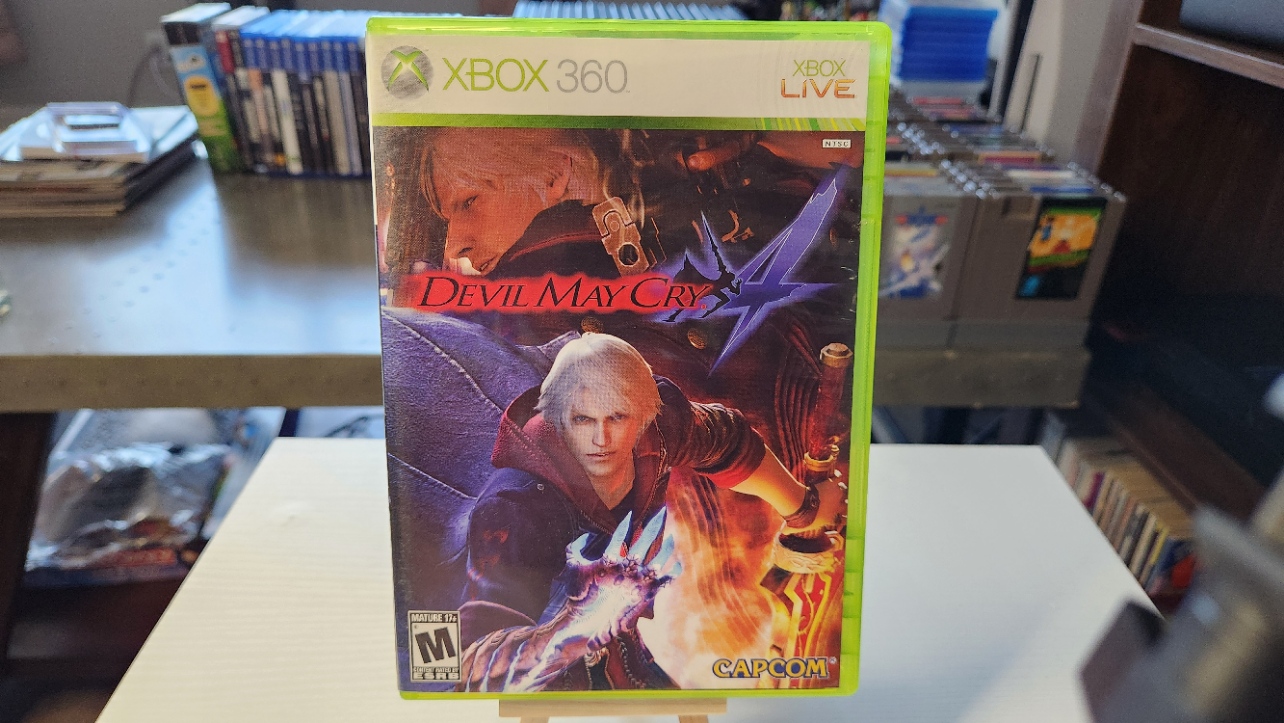 XBOX 360
XBOX
LIVE
NTSC
DEVIL MAY CRY 4
MATURE 17+
M
CONTENT RATED BY
ESRB
CAPCOM